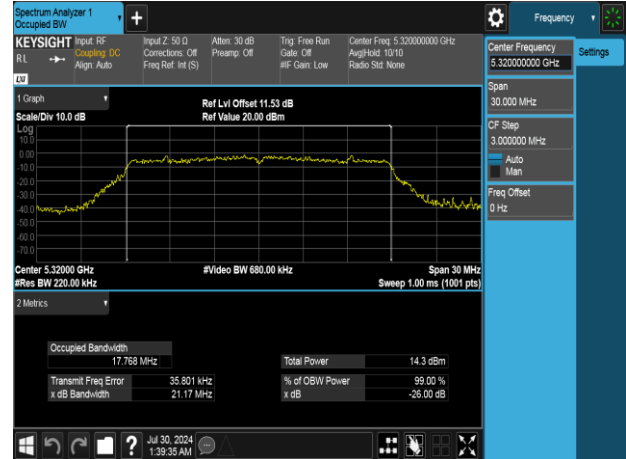 Spectrum Analyzer 1
Occupied BW
Frequency
KEYSIGHT
RL
LXI
Input: RF
Coupling: DC
Align: Auto
Input Z: 50 Ω
Corrections: Off
Freq Ref: Int (S)
Atten: 30 dB
Preamp: Off
Trig: Free Run
Gate: Off
#IF Gain: Low
Center Freq: 5.320000000 GHz
Avg|Hold: 10/10
Radio Std: None
Center Frequency
5.320000000 GHz
Settings
Span
30.000 MHz
CF Step
3.000000 MHz
Auto
Man
Freq Offset
0 Hz
1 Graph
Scale/Div 10.0 dB
Ref Lvl Offset 11.53 dB
Ref Value 20.00 dBm
Log
10.0
0.00
-10.0
-20.0
-30.0
-40.0
-50.0
-60.0
-70.0
Center 5.32000 GHz
#Res BW 220.00 kHz
#Video BW 680.00 kHz
Span 30 MHz
Sweep 1.00 ms (1001 pts)
2 Metrics
Occupied Bandwidth
17.768 MHz
Total Power 14.3 dBm
Transmit Freq Error 35.801 kHz
% of OBW Power 99.00 %
x dB Bandwidth 21.17 MHz
x dB -26.00 dB
?
Jul 30, 2024
1:39:35 AM